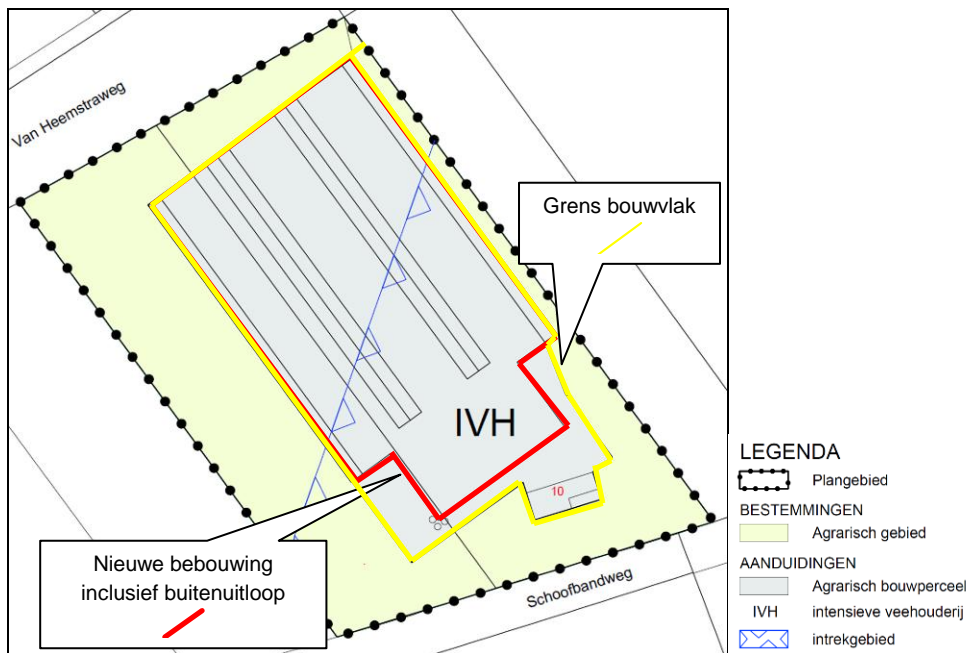 Van Heemstraweg
Grens bouwvlak
IVH
10
Nieuwe bebouwing
inclusief buitenuitloop
Schoofbandweg
LEGENDA
Plangebied
BESTEMMINGEN
Agrarisch gebied
AANDUIDINGEN
Agrarisch bouwperceel
IVH intensieve veehouderij
intrekgebied